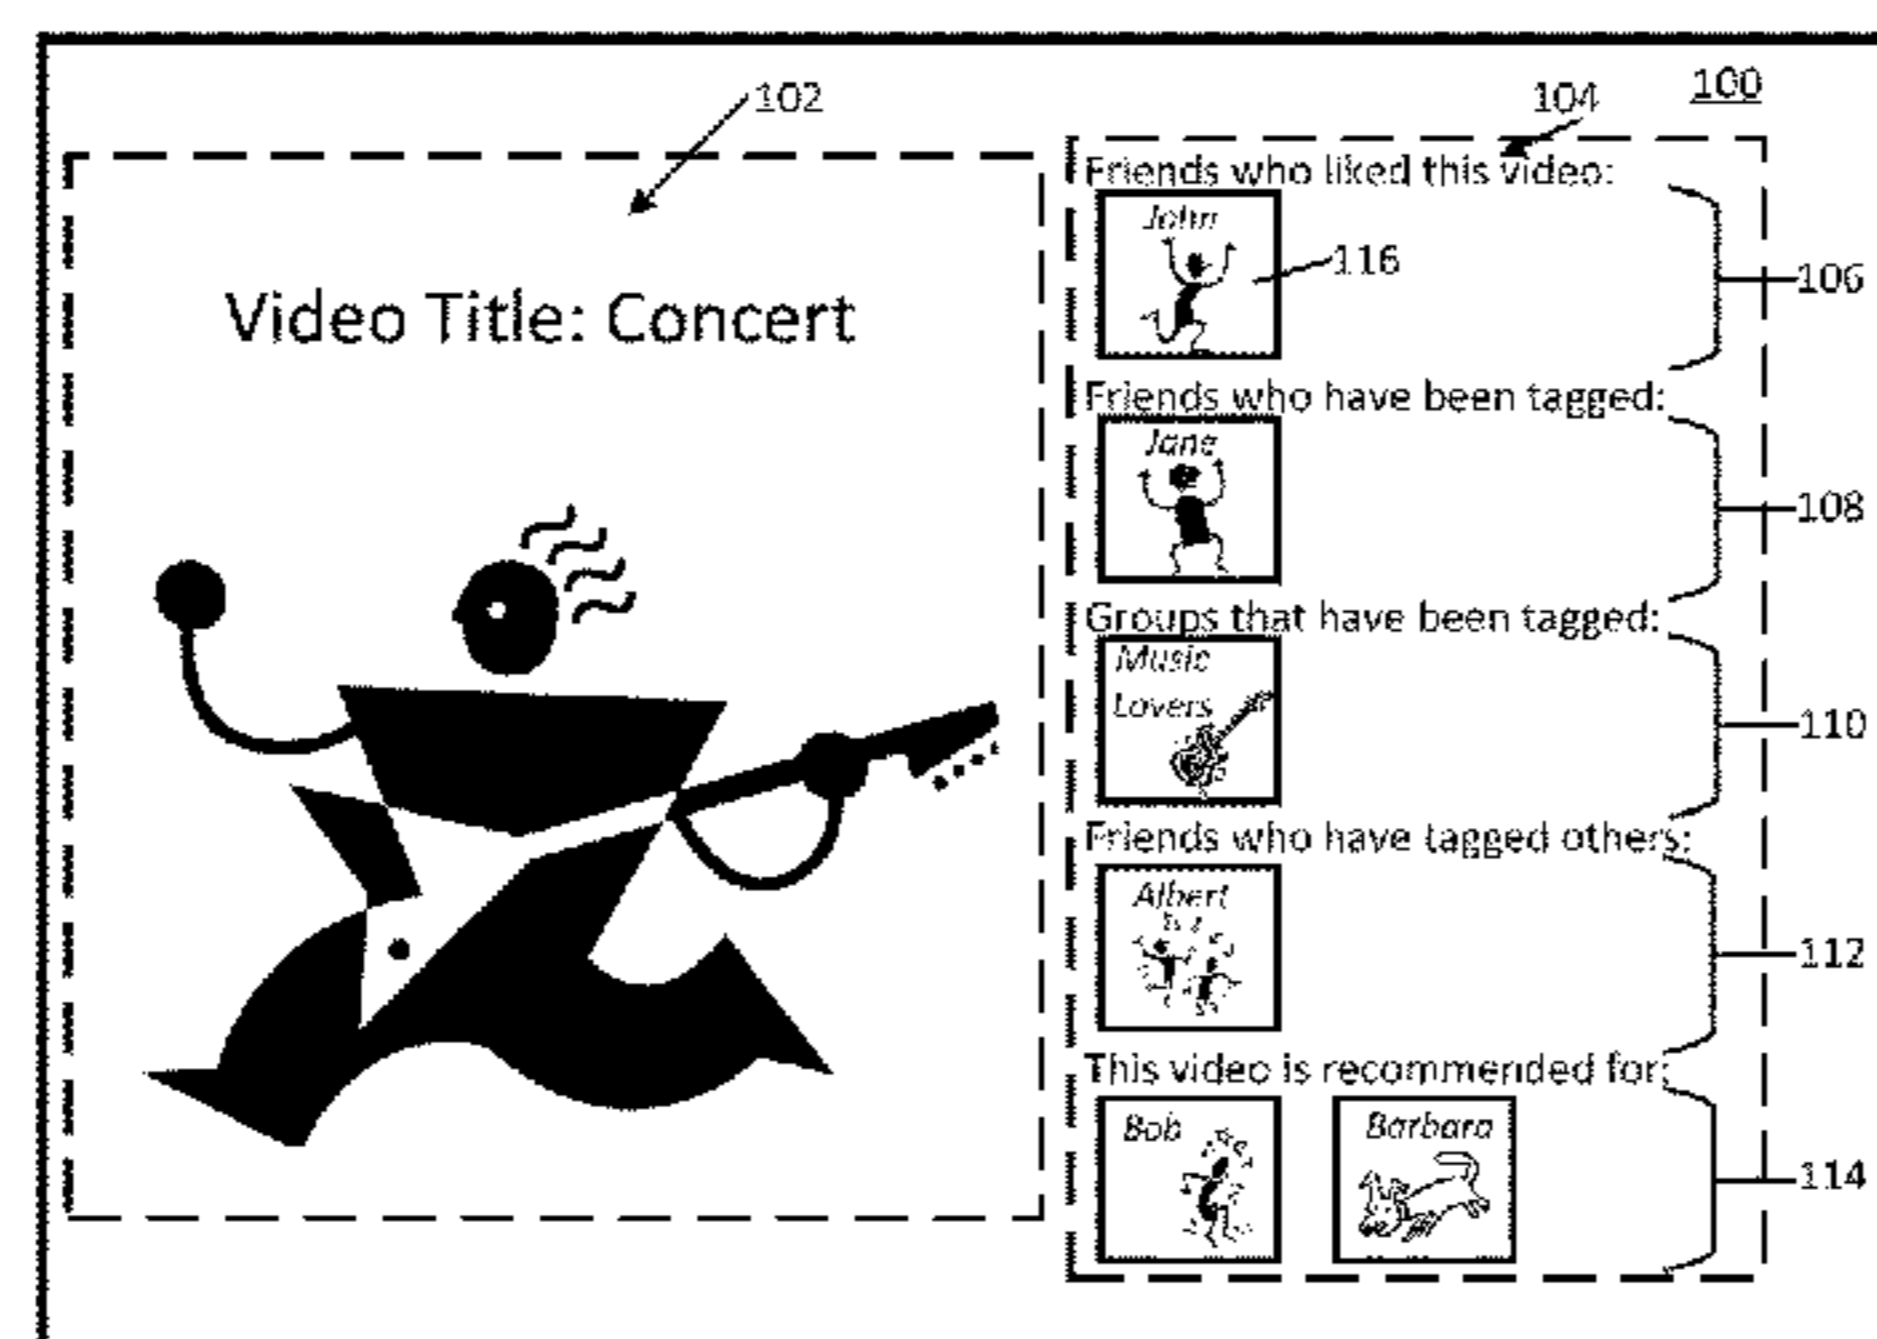 100
102
104
Video Title: Concert
Friends who liked this video:
John
116
106
Friends who have been tagged:
Jane
108
Groups that have been tagged:
Music
Lovers
110
Friends who have tagged others:
Albert
112
This video is recommended for:
Bob
Barbara
114